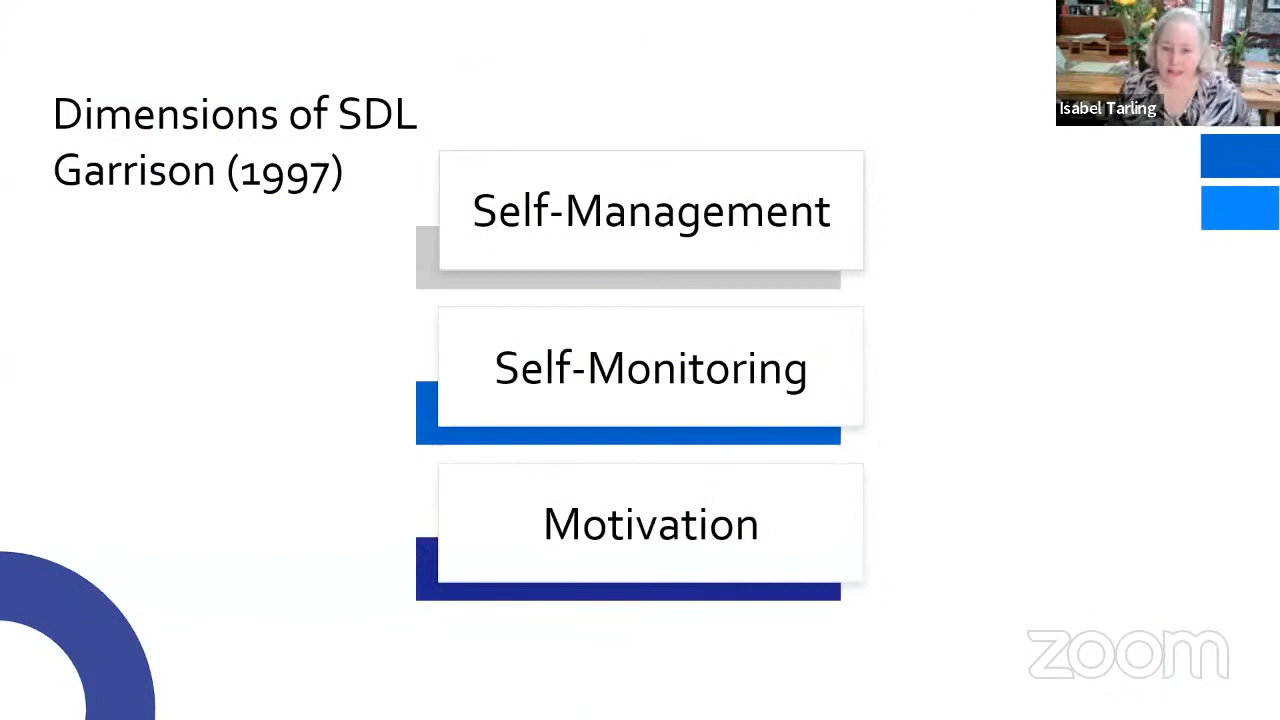 Dimensions of SDL
Garrison (1997)
Isabel Tarling
Self-Management
Self-Monitoring
Motivation
zoom